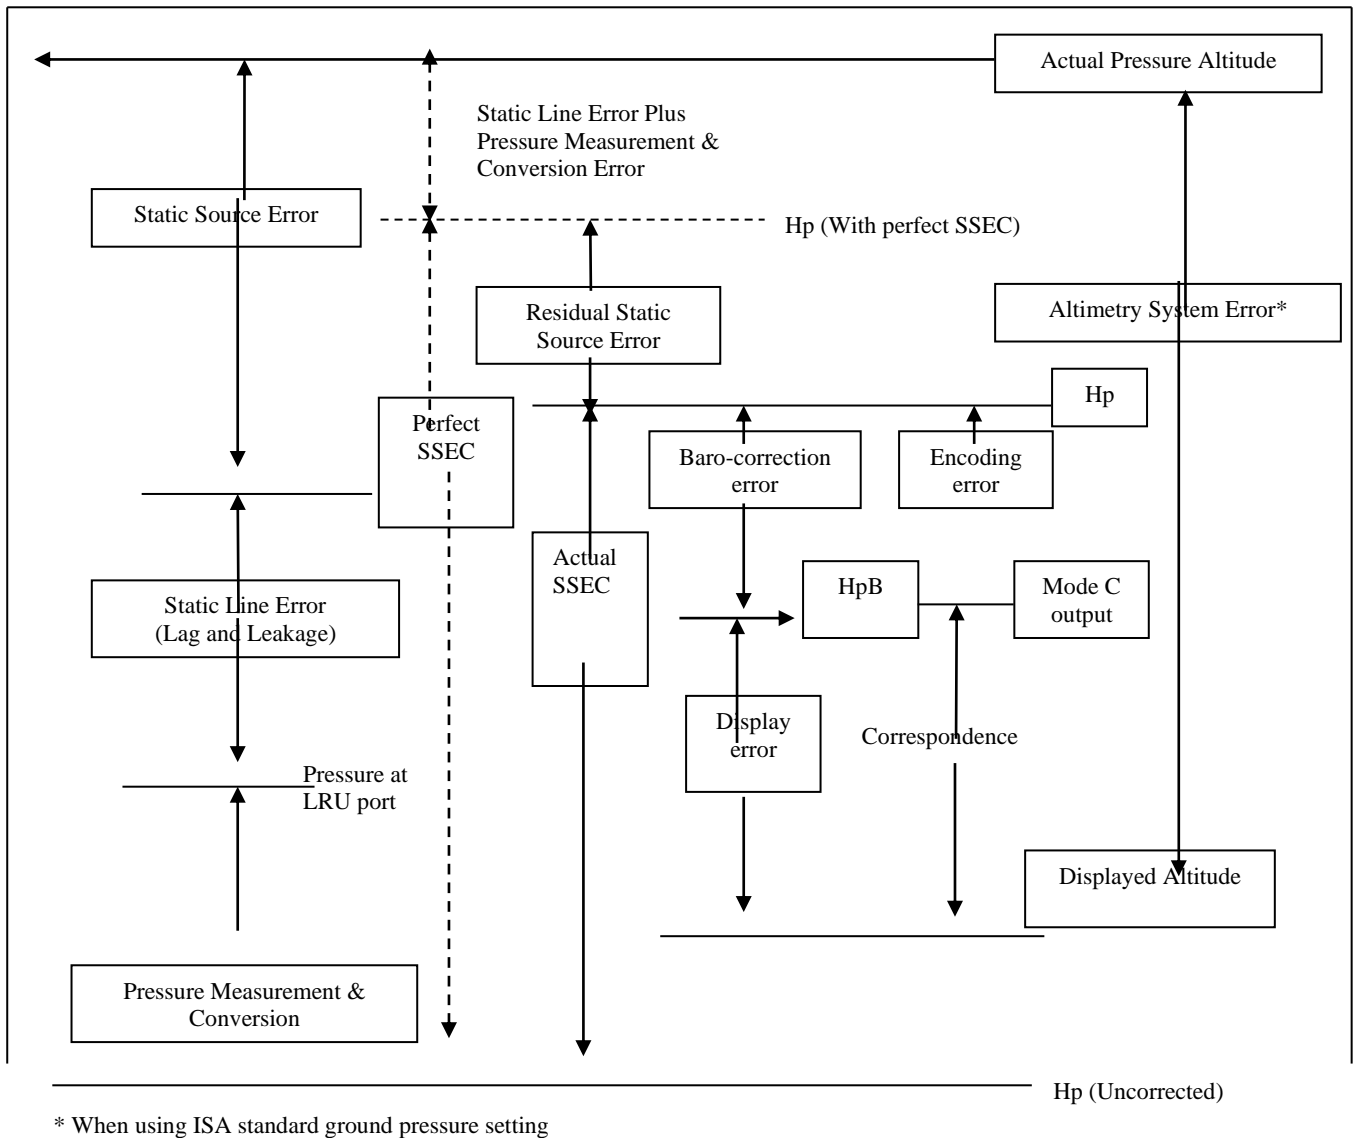 Actual Pressure Altitude
Static Line Error Plus
Pressure Measurement &
Conversion Error
Static Source Error
Hp (With perfect SSEC)
Residual Static
Source Error
Altimetry System Error*
Hp
Perfect
SSEC
Baro-correction
error
Encoding
error
Actual
SSEC
HpB
Mode C
output
Static Line Error
(Lag and Leakage)
Display
error
Correspondence
Pressure at
LRU port
Displayed Altitude
Pressure Measurement &
Conversion
Hp (Uncorrected)
* When using ISA standard ground pressure setting